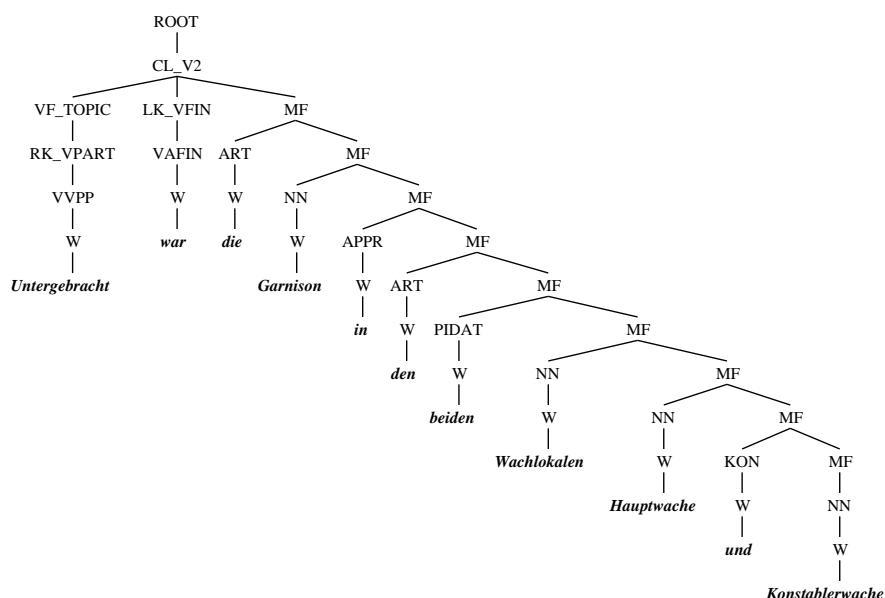 ROOT
CL_V2
VF_TOPIC LK_VFIN MF
RK_VPART VAFIN ART MF
VVPP W W NN MF
W war die W APPR MF
Untergebracht Garnison W ART MF
in W PIDAT MF
den W NN MF
beiden W NN MF
Wachlokalen W KON MF
Hauptwache W NN
und W
Konstablerwache